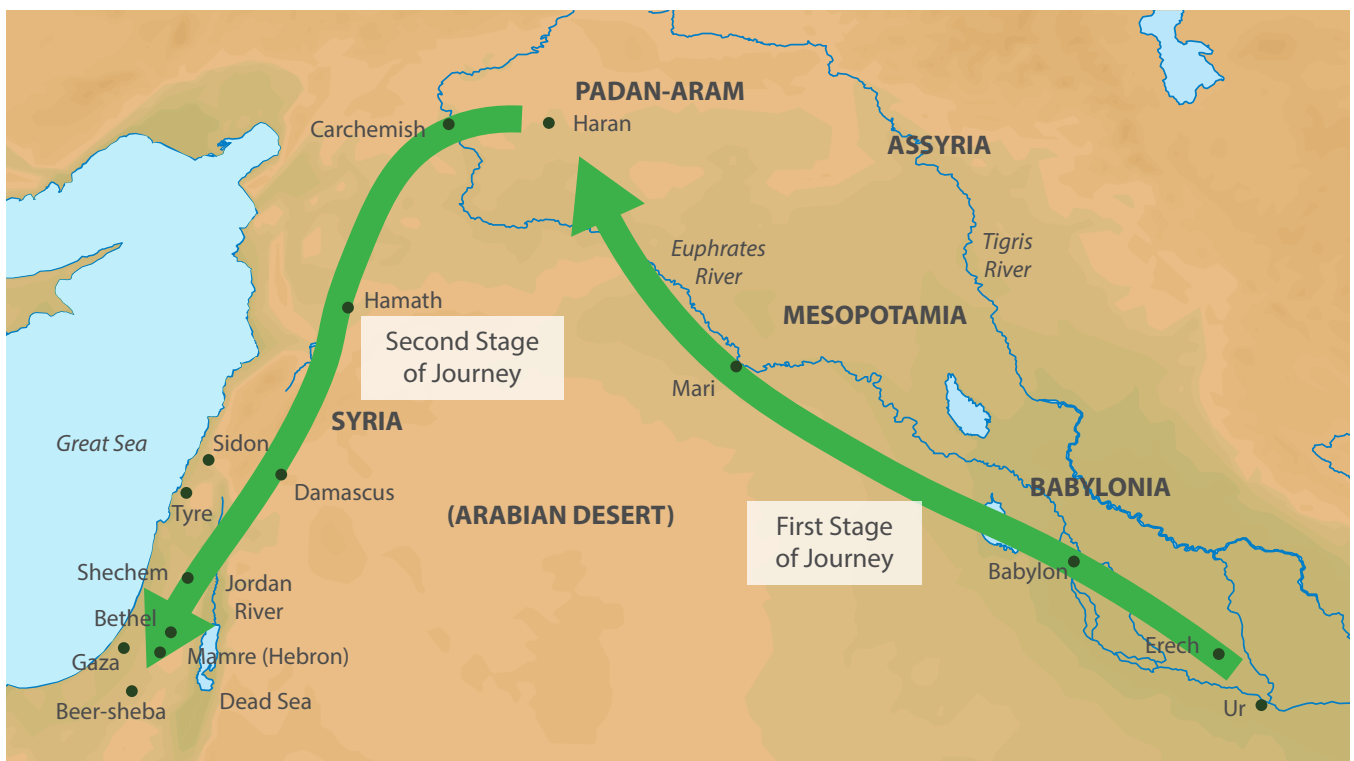 PADAN-ARAM
Carchemish
Haran
ASSYRIA
Euphrates
River
Tigris
River
Hamath
MESOPOTAMIA
Second Stage
of Journey
Mari
SYRIA
Great Sea
Sidon
Damascus
Tyre
BABYLONIA
(ARABIAN DESERT)
First Stage
of Journey
Babylon
Shechem
Jordan
River
Bethel
Gaza
Mamre (Hebron)
Erech
Dead Sea
Beer-sheba
Ur